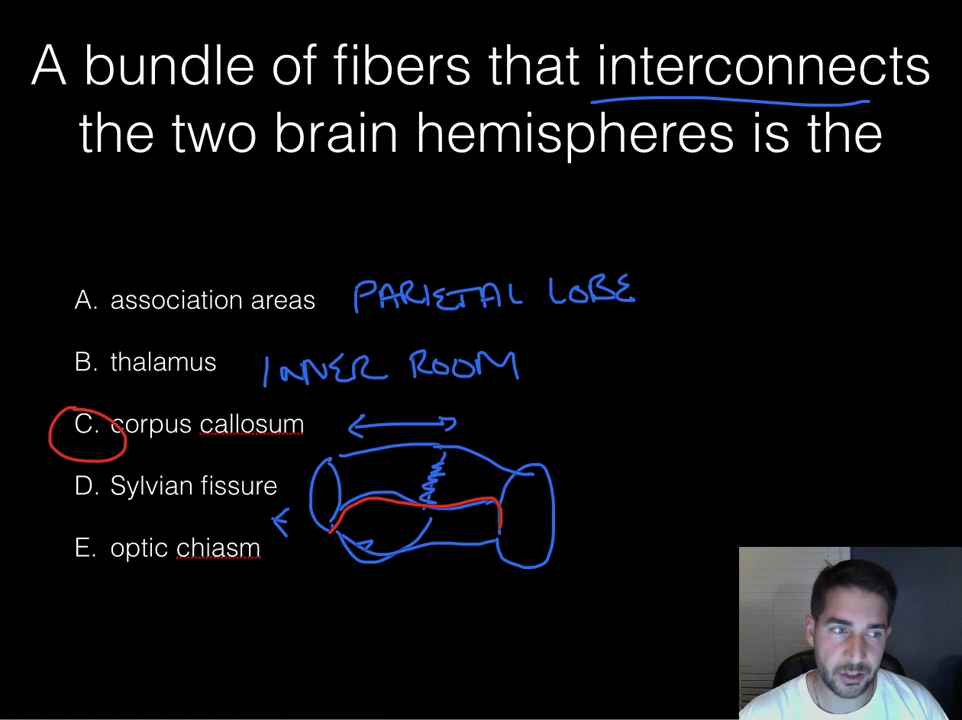 A bundle of fibers that interconnects
the two brain hemispheres is the
A. association areas PARIETAL LOBE
B. thalamus INNER ROOM
C. corpus callosum
D. Sylvian fissure
E. optic chiasm